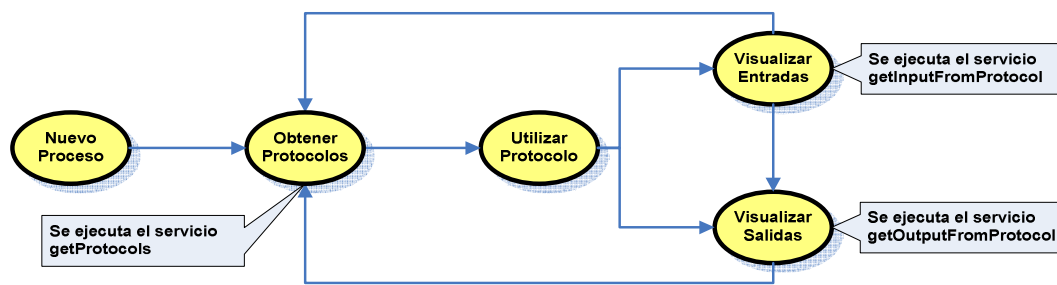 Nuevo
Proceso
Obtener
Protocolos
Se ejecuta el servicio
getProtocols
Utilizar
Protocolo
Visualizar
Entradas
Se ejecuta el servicio
getInputFromProtocol
Visualizar
Salidas
Se ejecuta el servicio
getOutputFromProtocol